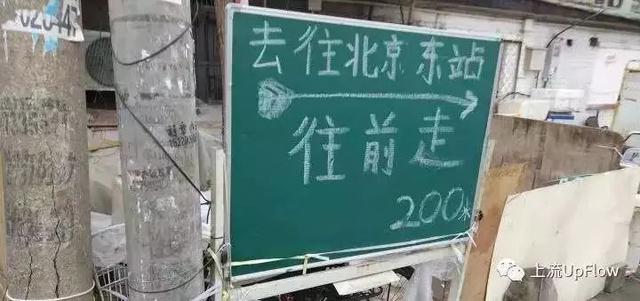 去往北京东站
往前走
200米
上流UpFlow